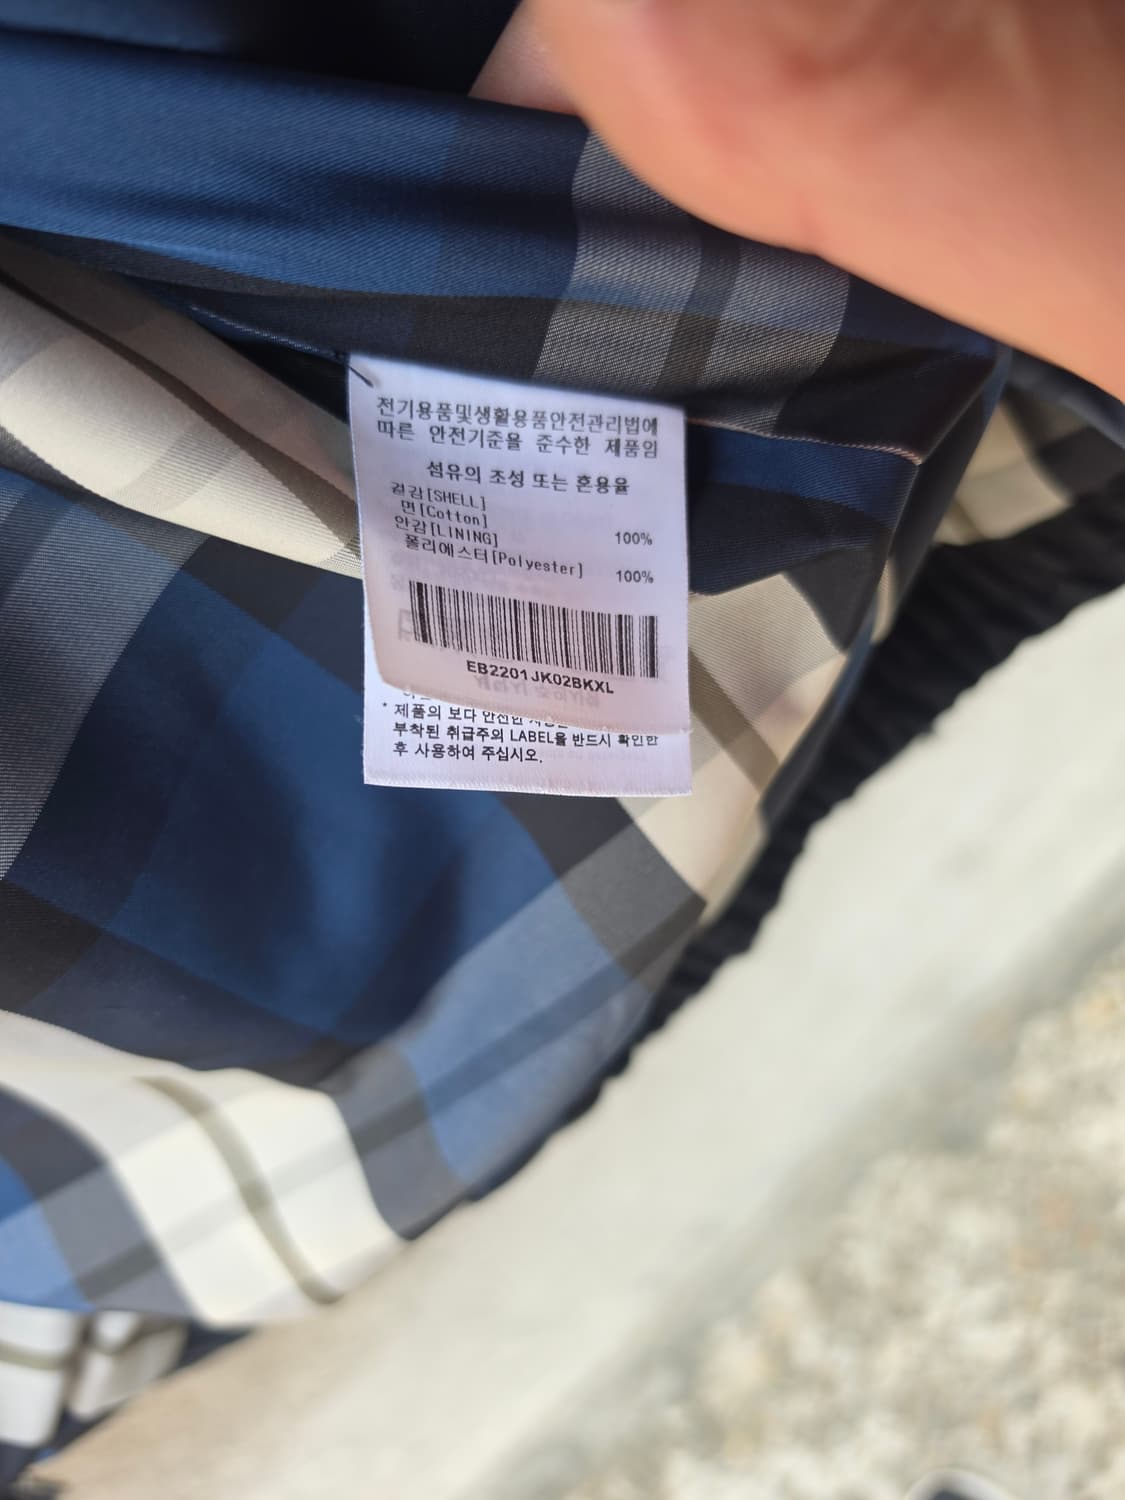 전기용품및생활용품안전관리법에
따른 안전기준을 준수한 제품임
섬유의 조성 또는 혼용율
겉감[SHELL]
면[Cotton] 100%
안감[LINING]
폴리에스터[Polyester] 100%
EB2201JK02BKXL
* 제품의 보다 안전한
부착된 취급주의 LABEL을 반드시 확인한
후 사용하여 주십시오.